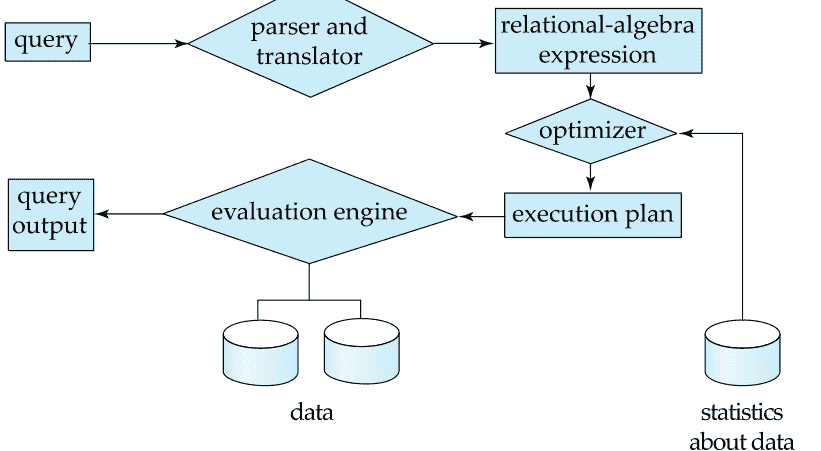 query
parser and
translator
relational-algebra
expression
optimizer
query
output
evaluation engine
execution plan
data
statistics
about data